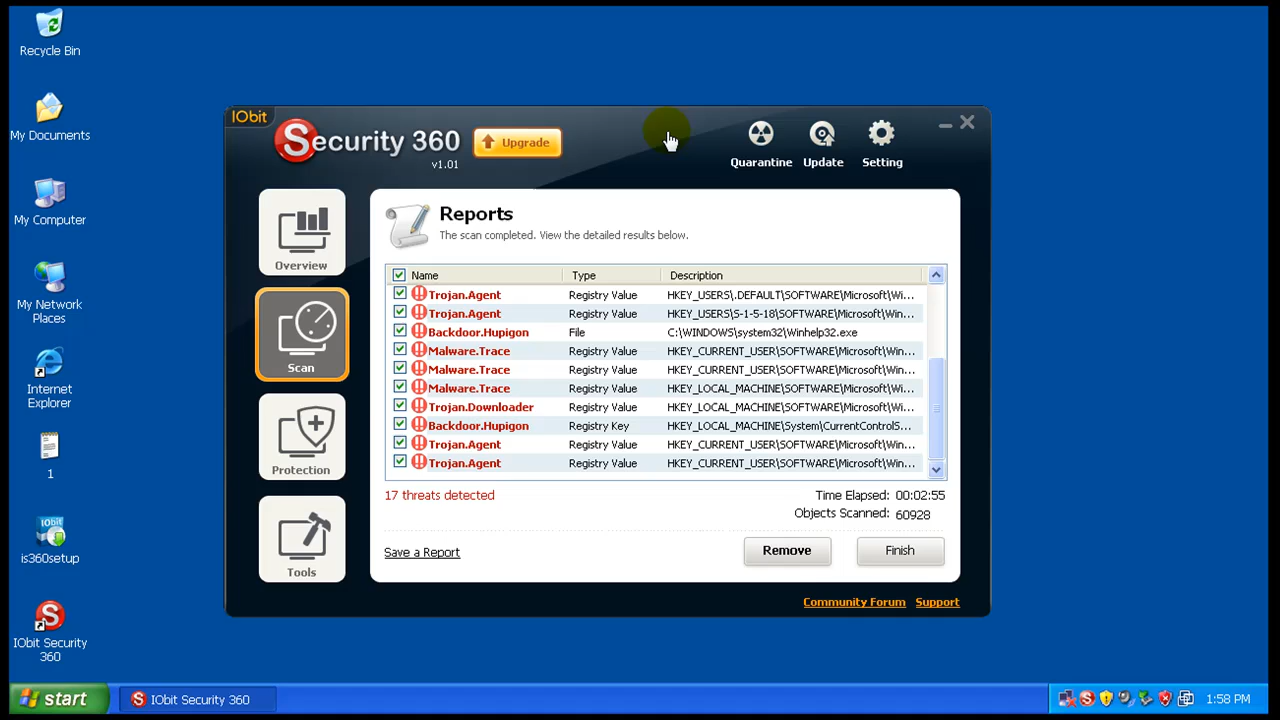 Recycle Bin
My Documents
My Computer
My Network
Places
Internet
Explorer
1
IObit
is360setup
IObit Security
360
IObit
Security 360
v1.01
Upgrade
Quarantine
Update
Setting
Overview
Scan
Protection
Tools
Reports
The scan completed. View the detailed results below.
Name Type Description
Trojan.Agent Registry Value HKEY_USERS\.DEFAULT\SOFTWARE\Microsoft\Win...
Trojan.Agent Registry Value HKEY_USERS\S-1-5-18\SOFTWARE\Microsoft\Win...
Backdoor.Hupigon File C:\WINDOWS\system32\Winhelp32.exe
Malware.Trace Registry Value HKEY_CURRENT_USER\SOFTWARE\Microsoft\Win...
Malware.Trace Registry Value HKEY_CURRENT_USER\SOFTWARE\Microsoft\Win...
Malware.Trace Registry Value HKEY_LOCAL_MACHINE\SOFTWARE\Microsoft\Wi...
Trojan.Downloader Registry Value HKEY_LOCAL_MACHINE\SOFTWARE\Microsoft\Wi...
Backdoor.Hupigon Registry Key HKEY_LOCAL_MACHINE\System\CurrentControlS...
Trojan.Agent Registry Value HKEY_CURRENT_USER\SOFTWARE\Microsoft\Win...
Trojan.Agent Registry Value HKEY_CURRENT_USER\SOFTWARE\Microsoft\Win...
17 threats detected
Time Elapsed: 00:02:55
Objects Scanned: 60928
Save a Report
Remove
Finish
Community Forum
Support
start
IObit Security 360
1:58 PM